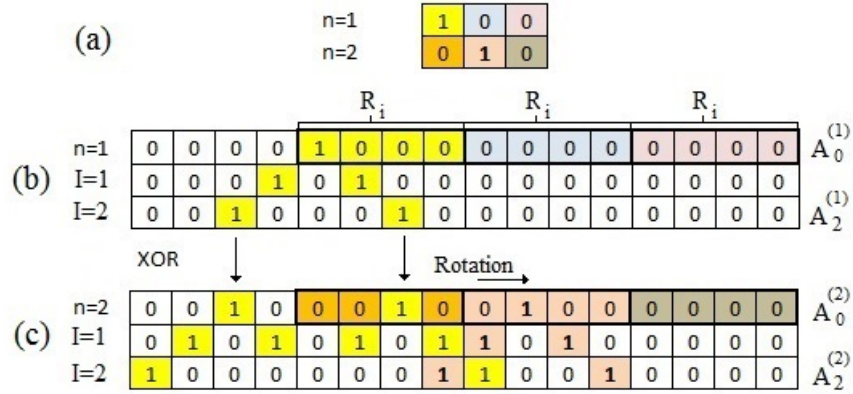 (a)
n=1 1 0 0
n=2 0 1 0
R_i R_i R_i
(b)
n=1 0 0 0 0 1 0 0 0 0 0 0 0 0 0 0 0 A_0^(1)
I=1 0 0 0 1 0 1 0 0 0 0 0 0 0 0 0 0
I=2 0 0 1 0 0 0 1 0 0 0 0 0 0 0 0 0 A_2^(1)
XOR Rotation
(c)
n=2 0 0 1 0 0 0 1 0 0 1 0 0 0 0 0 0 A_0^(2)
I=1 0 1 0 1 0 1 0 1 1 0 1 0 0 0 0 0
I=2 1 0 0 0 0 0 0 1 1 0 0 1 0 0 0 0 A_2^(2)